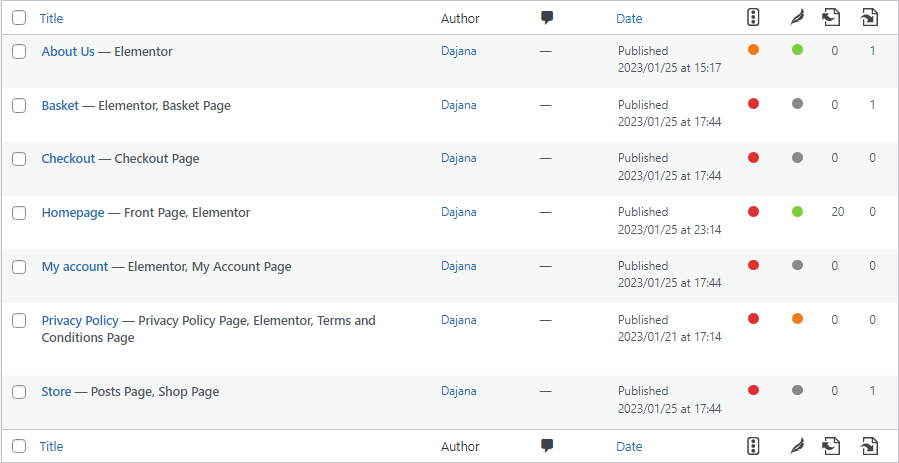 Title Author Date
About Us — Elementor Dajana — Published 0 1
2023/01/25 at 15:17
Basket — Elementor, Basket Page Dajana — Published 0 1
2023/01/25 at 17:44
Checkout — Checkout Page Dajana — Published 0 0
2023/01/25 at 17:44
Homepage — Front Page, Elementor Dajana — Published 20 0
2023/01/25 at 23:14
My account — Elementor, My Account Page Dajana — Published 0 0
2023/01/25 at 17:44
Privacy Policy — Privacy Policy Page, Elementor, Terms and Dajana — Published 0 0
Conditions Page 2023/01/21 at 17:14
Store — Posts Page, Shop Page Dajana — Published 0 1
2023/01/25 at 17:44
Title Author Date